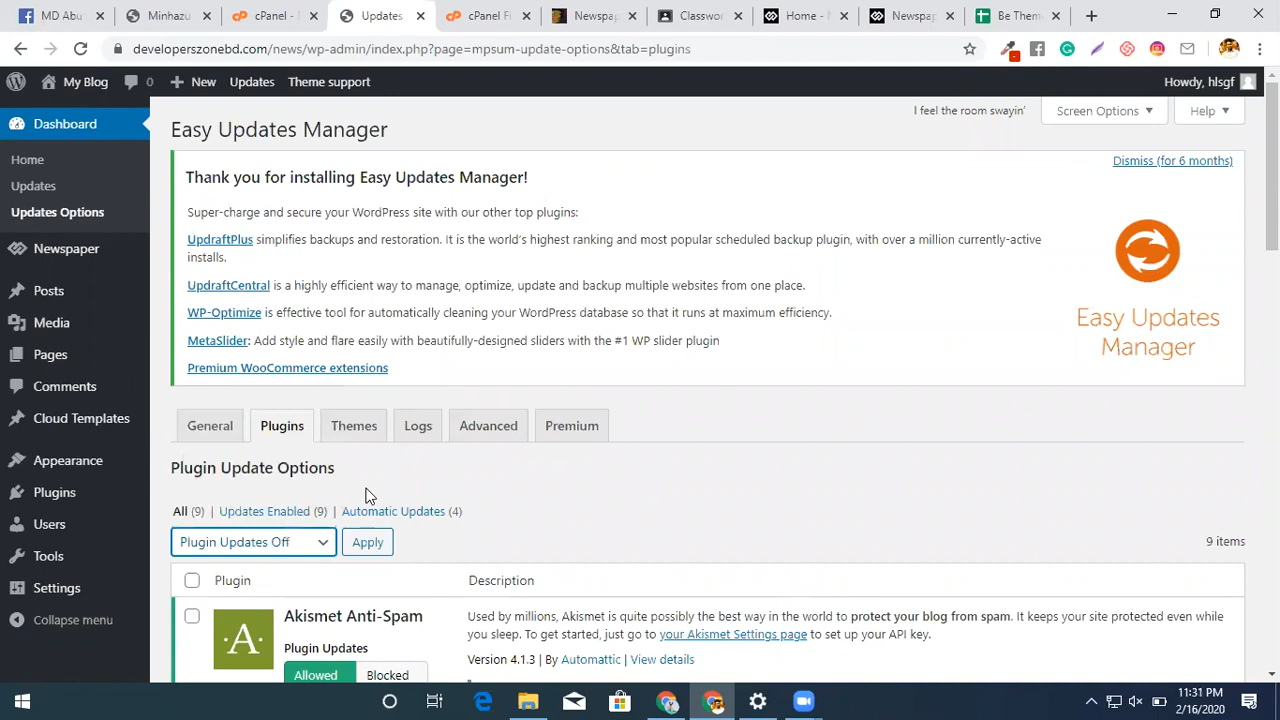 MD Abu
Minhazu
cPanel -
Updates
cPanel Fi
Newspap
Classwor
Home - M
Newspap
Be Them
developerszonebd.com/news/wp-admin/index.php?page=mpsum-update-options&tab=plugins
My Blog 0 New Updates Theme support Howdy, hlsgf
Dashboard
Home
Updates
Updates Options
Newspaper
Posts
Media
Pages
Comments
Cloud Templates
Appearance
Plugins
Users
Tools
Settings
Collapse menu
I feel the room swayin' Screen Options Help
Easy Updates Manager
Dismiss (for 6 months)
Thank you for installing Easy Updates Manager!
Super-charge and secure your WordPress site with our other top plugins:
UpdraftPlus simplifies backups and restoration. It is the world's highest ranking and most popular scheduled backup plugin, with over a million currently-active
installs.
UpdraftCentral is a highly efficient way to manage, optimize, update and backup multiple websites from one place.
WP-Optimize is effective tool for automatically cleaning your WordPress database so that it runs at maximum efficiency.
MetaSlider: Add style and flare easily with beautifully-designed sliders with the #1 WP slider plugin
Premium WooCommerce extensions
Easy Updates
Manager
General Plugins Themes Logs Advanced Premium
Plugin Update Options
All (9) | Updates Enabled (9) | Automatic Updates (4)
Plugin Updates Off Apply 9 items
Plugin Description
A
Akismet Anti-Spam
Plugin Updates
Allowed Blocked
Used by millions, Akismet is quite possibly the best way in the world to protect your blog from spam. It keeps your site protected even while
you sleep. To get started, just go to your Akismet Settings page to set up your API key.
Version 4.1.3 | By Automattic | View details
11:31 PM
2/16/2020